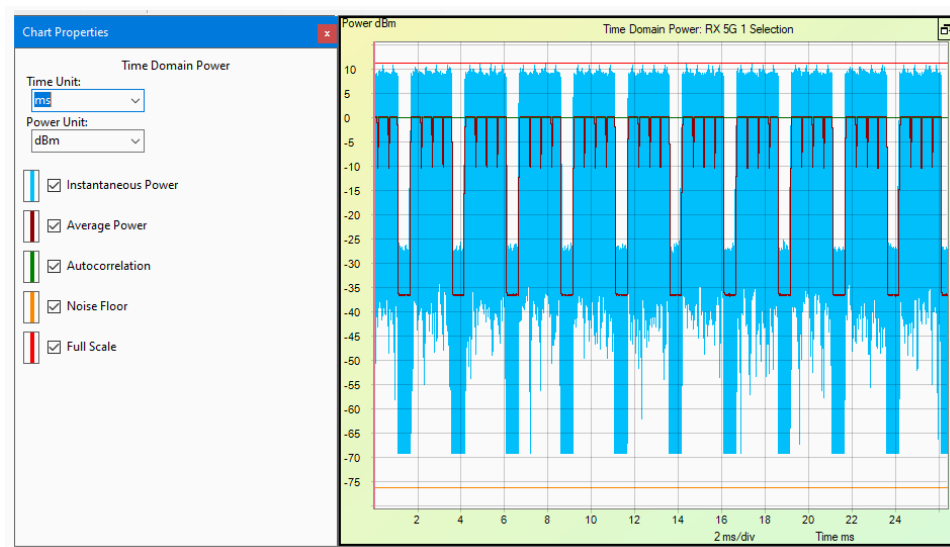 Chart Properties
x
Time Domain Power
Time Unit:
ms
Power Unit:
dBm
Instantaneous Power
Average Power
Autocorrelation
Noise Floor
Full Scale
Power dBm
Time Domain Power: RX 5G 1 Selection
10
5
0
-5
-10
-15
-20
-25
-30
-35
-40
-45
-50
-55
-60
-65
-70
-75
2 4 6 8 10 12 14 16 18 20 22 24
2 ms/div Time ms